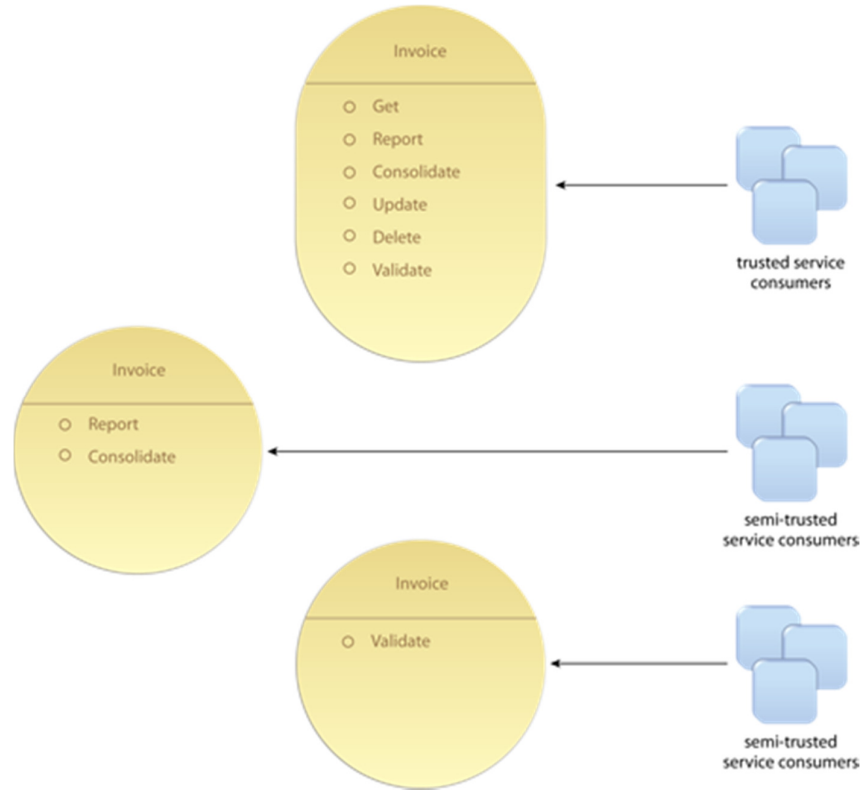 Invoice
Get
Report
Consolidate
Update
Delete
Validate
trusted service
consumers
Invoice
Report
Consolidate
semi-trusted
service consumers
Invoice
Validate
semi-trusted
service consumers